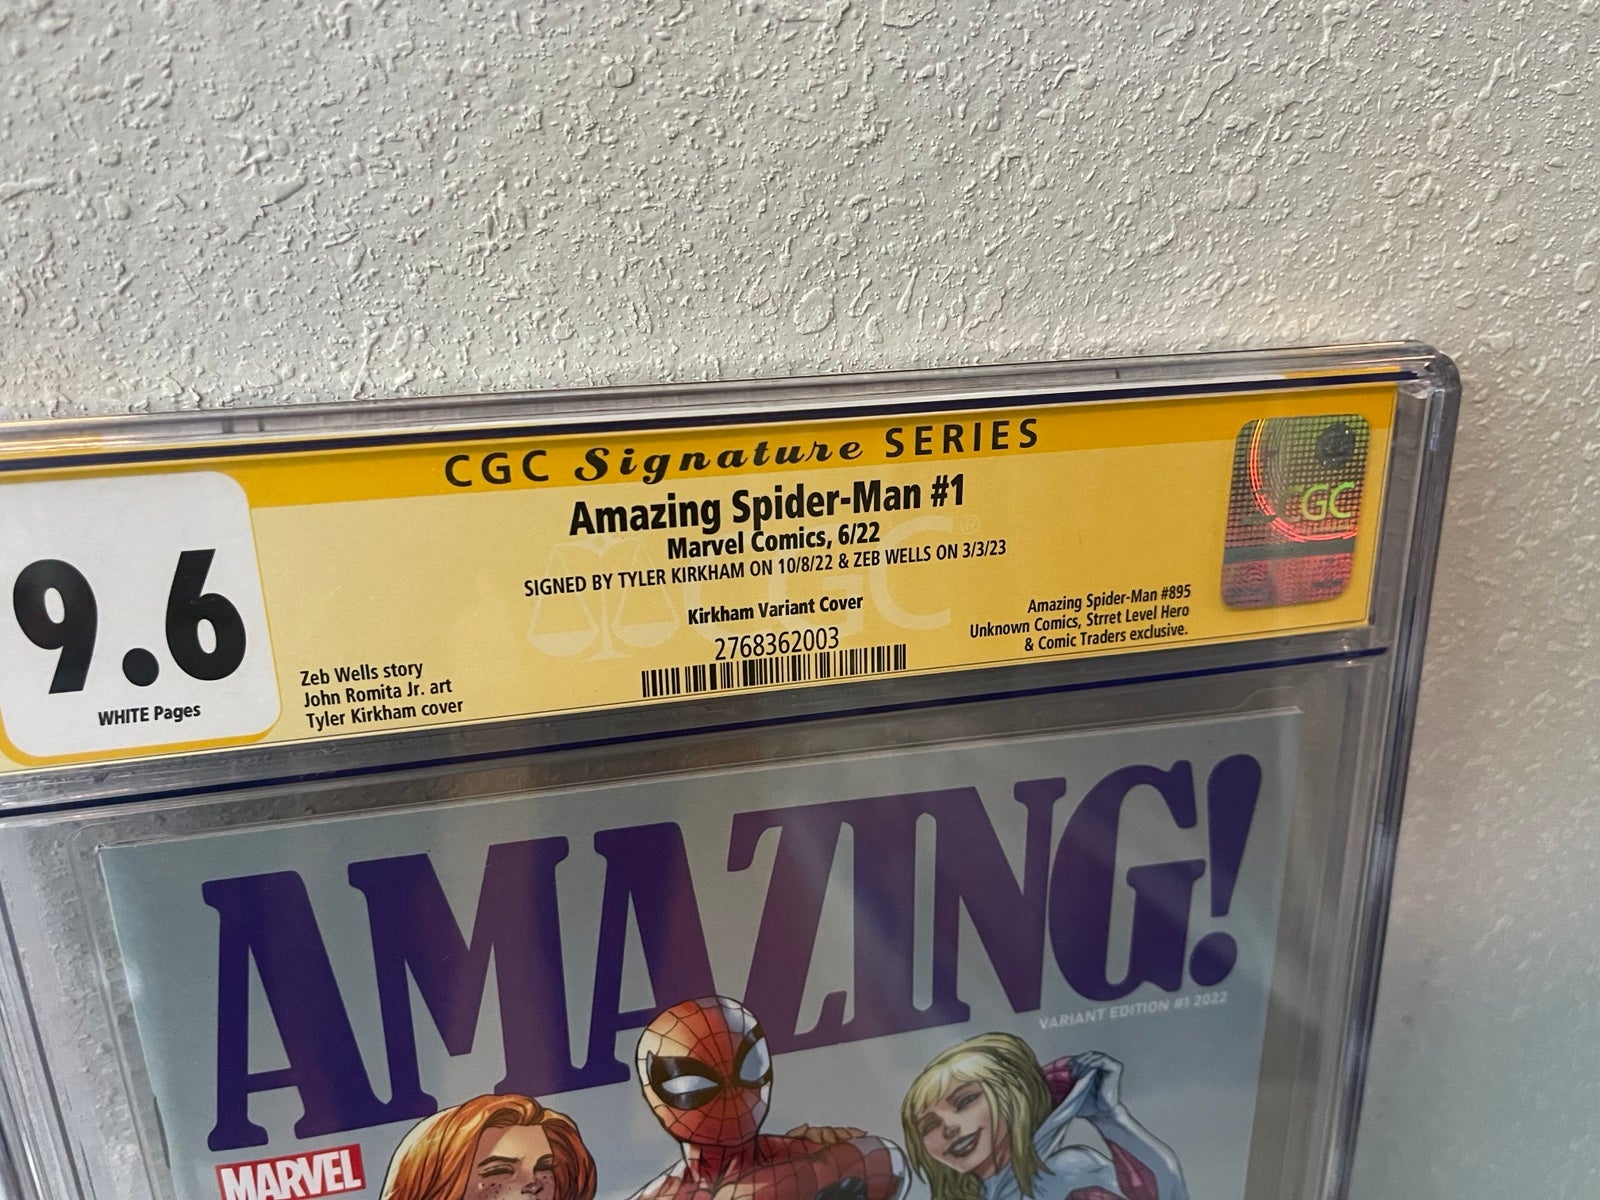 CGC Signature SERIES
Amazing Spider-Man #1
Marvel Comics, 6/22
SIGNED BY TYLER KIRKHAM ON 10/8/22 & ZEB WELLS ON 3/3/23
Kirkham Variant Cover
2768362003
9.6
WHITE Pages
Zeb Wells story
John Romita Jr. art
Tyler Kirkham cover
Amazing Spider-Man #895
Unknown Comics, Strret Level Hero
& Comic Traders exclusive.
CGC
CGC
AMAZING!
VARIANT EDITION #1 2022
MARVEL